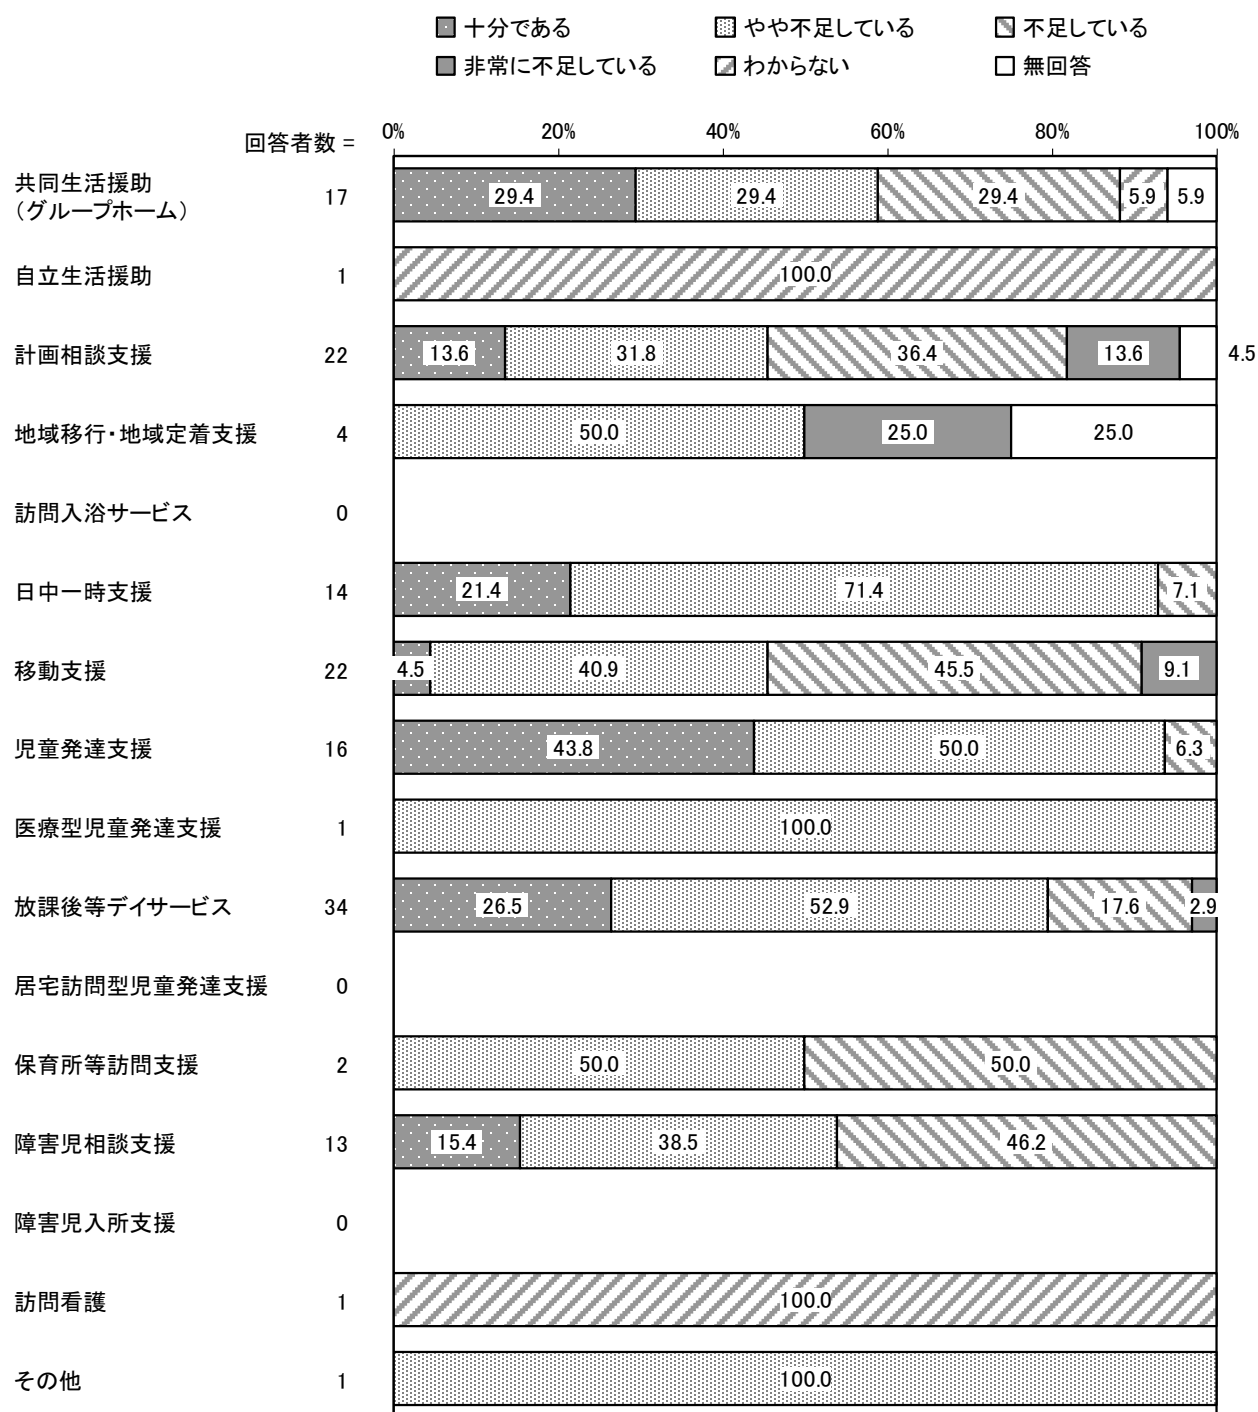 十分である やや不足している 不足している
非常に不足している わからない 無回答
回答者数 = 0% 20% 40% 60% 80% 100%
共同生活援助
(グループホーム) 17 29.4 29.4 29.4 5.9 5.9
自立生活援助 1 100.0
計画相談支援 22 13.6 31.8 36.4 13.6 4.5
地域移行・地域定着支援 4 50.0 25.0 25.0
訪問入浴サービス 0
日中一時支援 14 21.4 71.4 7.1
移動支援 22 4.5 40.9 45.5 9.1
児童発達支援 16 43.8 50.0 6.3
医療型児童発達支援 1 100.0
放課後等デイサービス 34 26.5 52.9 17.6 2.9
居宅訪問型児童発達支援 0
保育所等訪問支援 2 50.0 50.0
障害児相談支援 13 15.4 38.5 46.2
障害児入所支援 0
訪問看護 1 100.0
その他 1 100.0